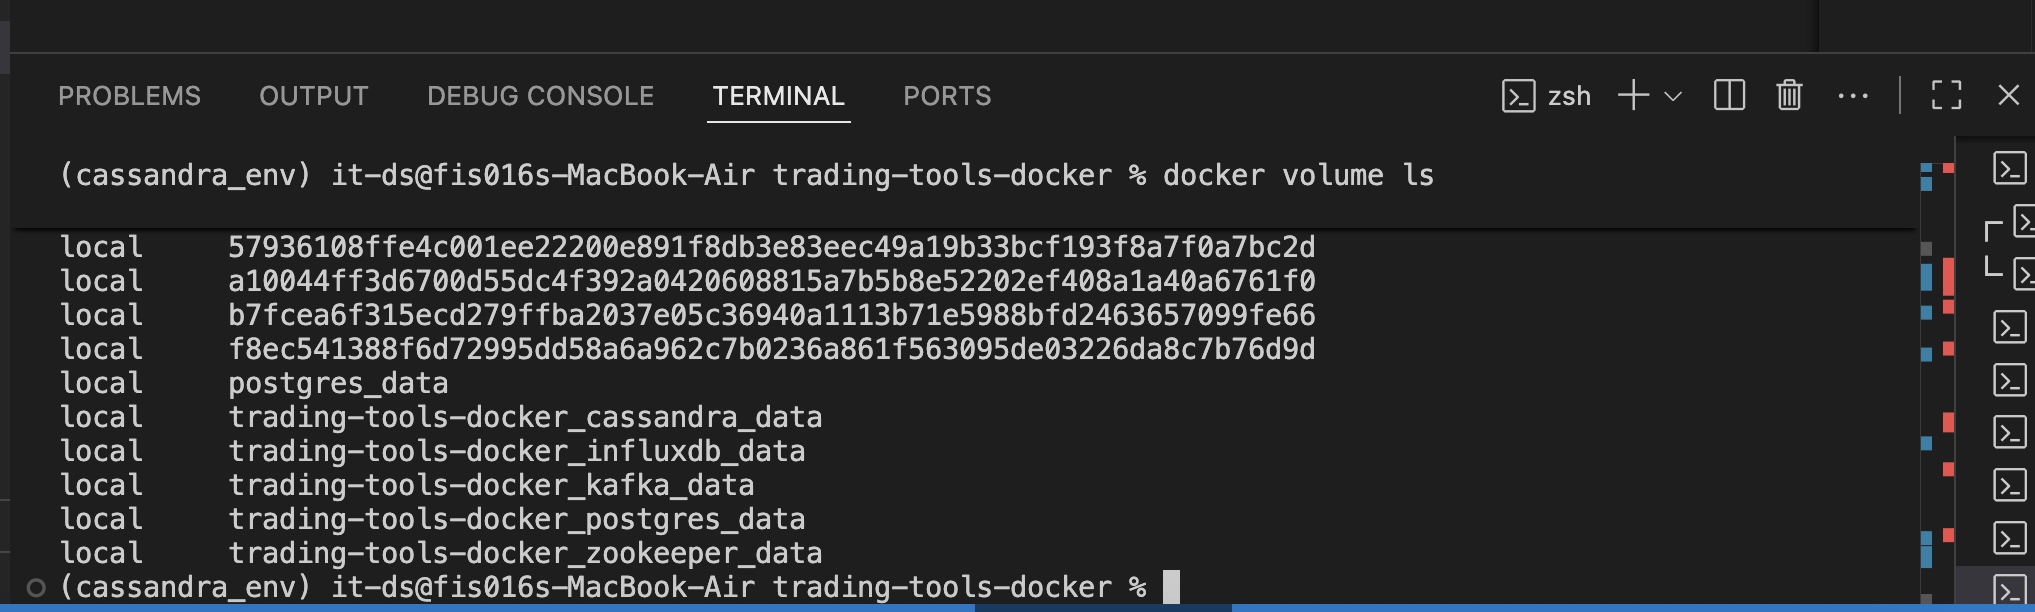 PROBLEMS OUTPUT DEBUG CONSOLE TERMINAL PORTS zsh
(cassandra_env) it-ds@fis016s-MacBook-Air trading-tools-docker % docker volume ls
local 57936108ffe4c001ee22200e891f8db3e83eec49a19b33bcf193f8a7f0a7bc2d
local a10044ff3d6700d55dc4f392a0420608815a7b5b8e52202ef408a1a40a6761f0
local b7fcea6f315ecd279ffba2037e05c36940a1113b71e5988bfd2463657099fe66
local f8ec541388f6d72995dd58a6a962c7b0236a861f563095de03226da8c7b76d9d
local postgres_data
local trading-tools-docker_cassandra_data
local trading-tools-docker_influxdb_data
local trading-tools-docker_kafka_data
local trading-tools-docker_postgres_data
local trading-tools-docker_zookeeper_data
(cassandra_env) it-ds@fis016s-MacBook-Air trading-tools-docker %